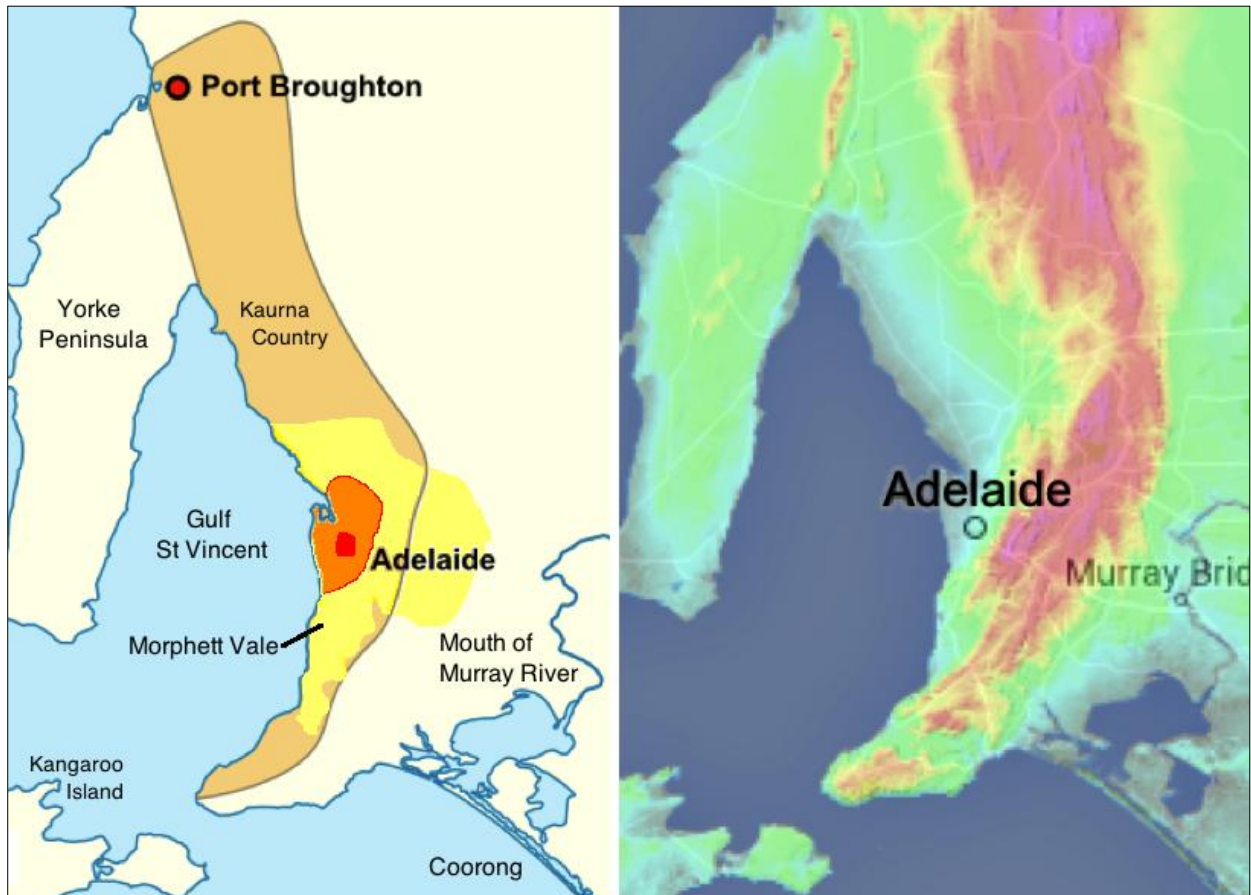 Port Broughton
Yorke
Peninsula
Kaurna
Country
Gulf
St Vincent
Adelaide
Morphett Vale
Mouth of
Murray River
Kangaroo
Island
Coorong
Adelaide
Murray Brid